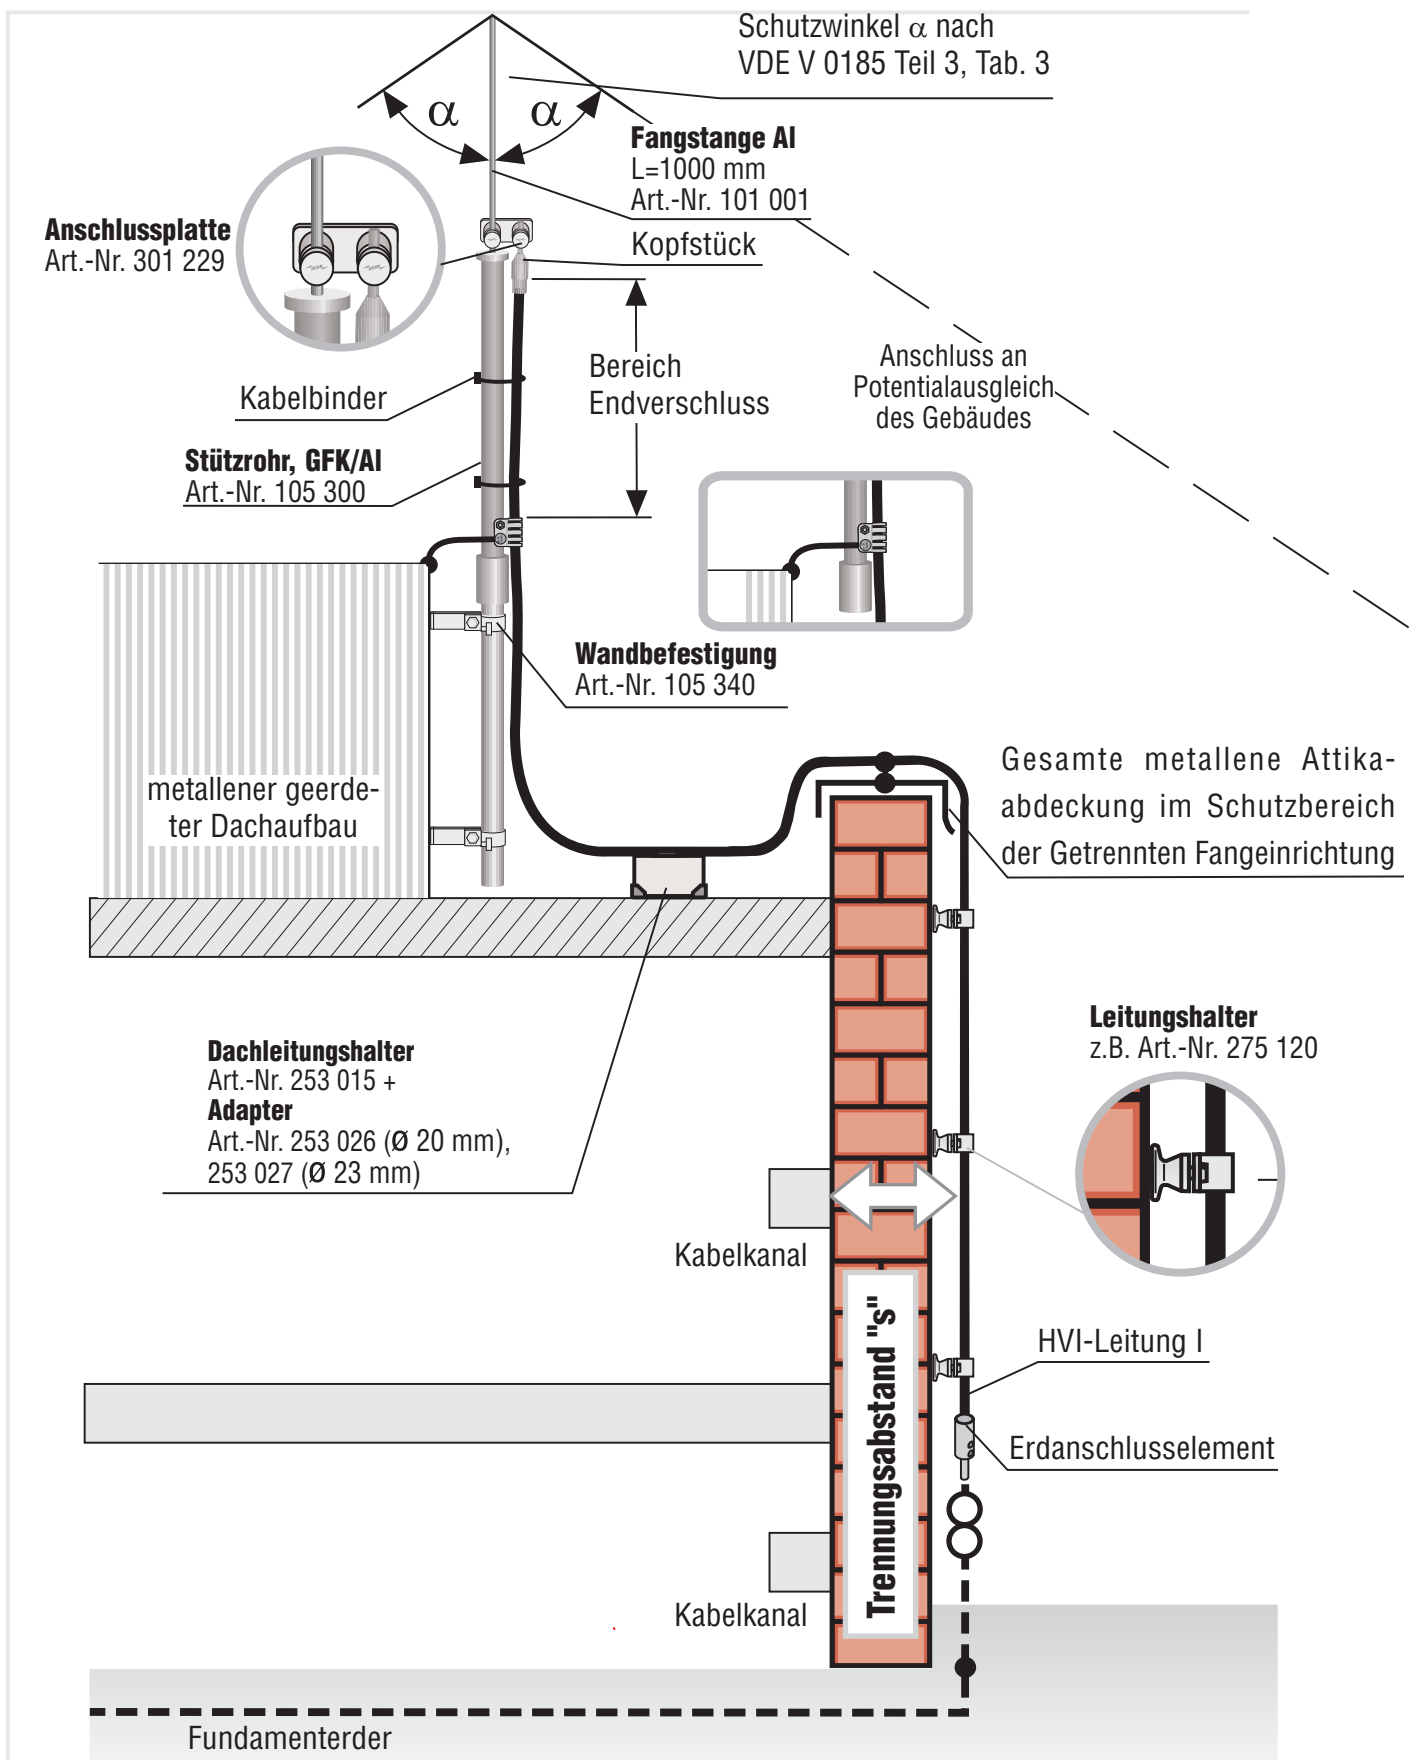 Schutzwinkel α nach
VDE V 0185 Teil 3, Tab. 3
α
α
Fangstange Al
L=1000 mm
Art.-Nr. 101 001
Anschlussplatte
Art.-Nr. 301 229
Kopfstück
Bereich
Endverschluss
Anschluss an
Potentialausgleich
des Gebäudes
Kabelbinder
Stützrohr, GFK/Al
Art.-Nr. 105 300
Wandbefestigung
Art.-Nr. 105 340
metallener geerde-
ter Dachaufbau
Gesamte metallene Attika-
abdeckung im Schutzbereich
der Getrennten Fangeinrichtung
Dachleitungshalter
Art.-Nr. 253 015 +
Adapter
Art.-Nr. 253 026 (Ø 20 mm),
253 027 (Ø 23 mm)
Leitungshalter
z.B. Art.-Nr. 275 120
Kabelkanal
Trennungsabstand "s"
HVI-Leitung I
Erdanschlusselement
Kabelkanal
Fundamenterder